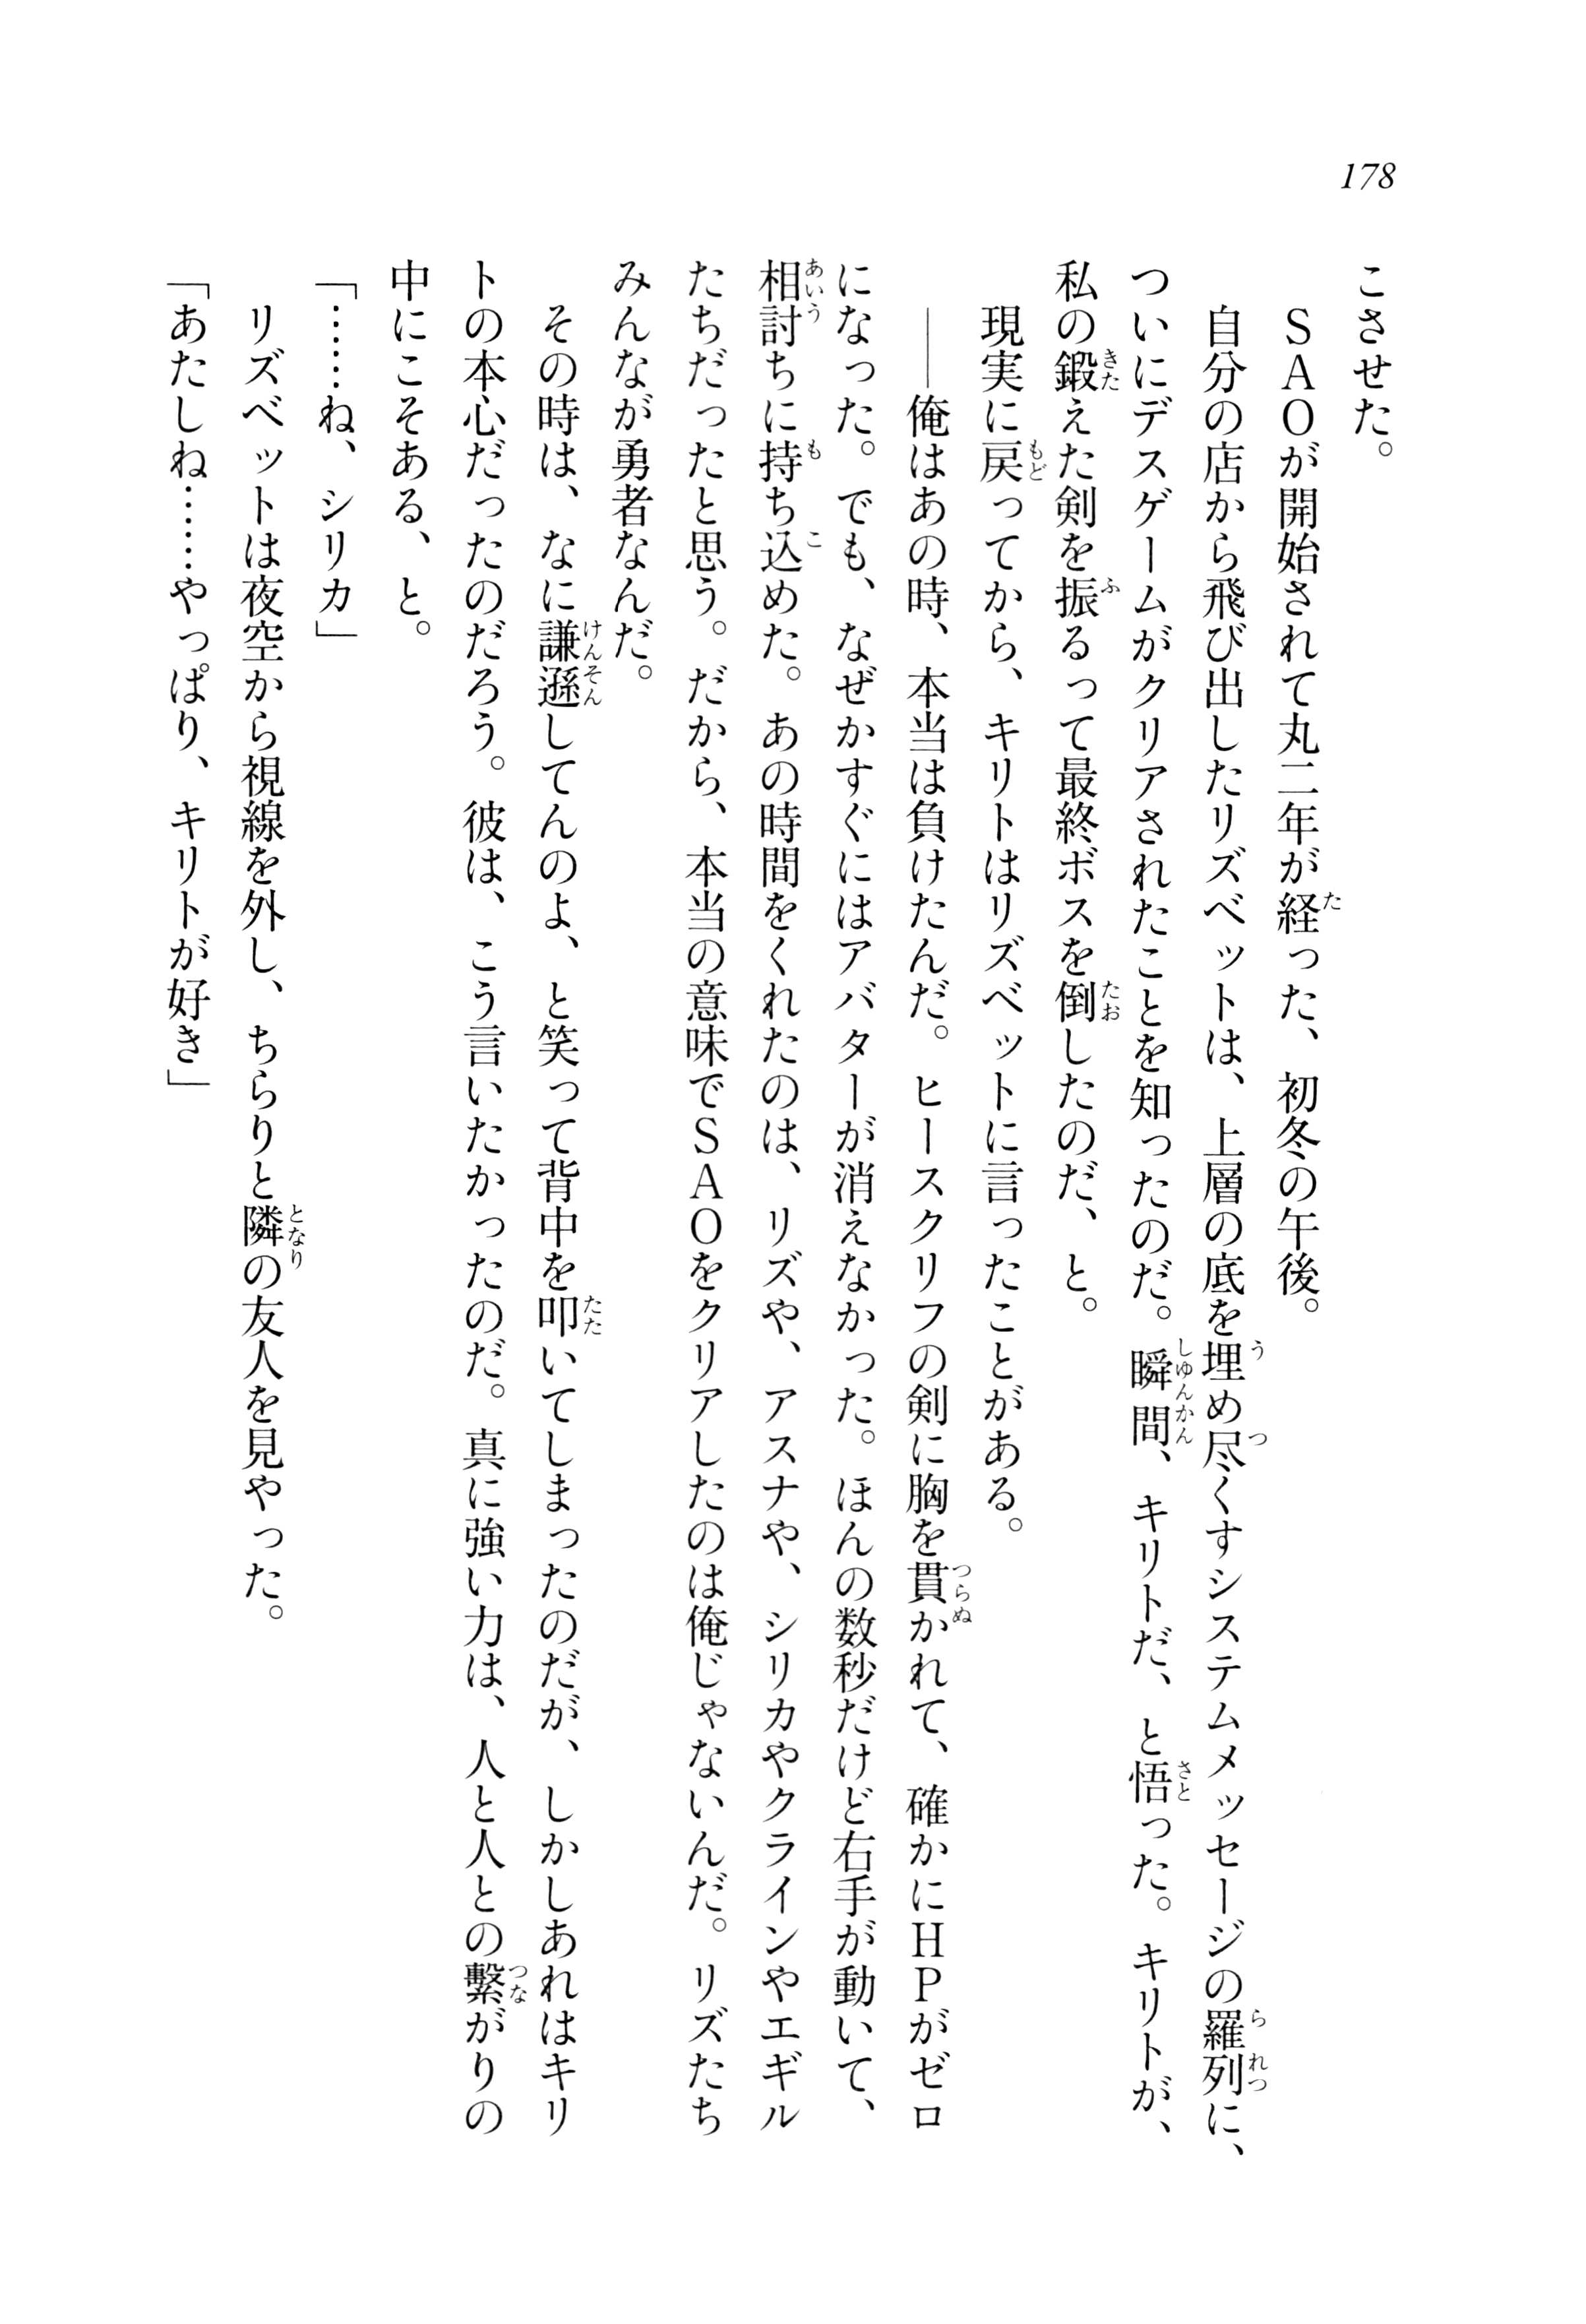 178
こさせた。
　ＳＡＯが開始されて丸二年が経った、初冬の午後。
　自分の店から飛び出したリズベットは、上層の底を埋め尽くすシステムメッセージの羅列に、
ついにデスゲームがクリアされたことを知ったのだ。瞬間、キリトだ、と悟った。キリトが、
私の鍛えた剣を振るって最終ボスを倒したのだ、と。
　現実に戻ってから、キリトはリズベットに言ったことがある。
　――俺はあの時、本当は負けたんだ。ヒースクリフの剣に胸を貫かれて、確かにＨＰがゼロ
になった。でも、なぜかすぐにはアバターが消えなかった。ほんの数秒だけど右手が動いて、
相討ちに持ち込めた。あの時間をくれたのは、リズや、アスナや、シリカやクラインやエギル
たちだったと思う。だから、本当の意味でＳＡＯをクリアしたのは俺じゃないんだ。リズたち
みんなが勇者なんだ。
　その時は、なに謙遜してんのよ、と笑って背中を叩いてしまったのだが、しかしあれはキリ
トの本心だったのだろう。彼は、こう言いたかったのだ。真に強い力は、人と人との繫がりの
中にこそある、と。
「……ね、シリカ」
　リズベットは夜空から視線を外し、ちらりと隣の友人を見やった。
「あたしね……やっぱり、キリトが好き」